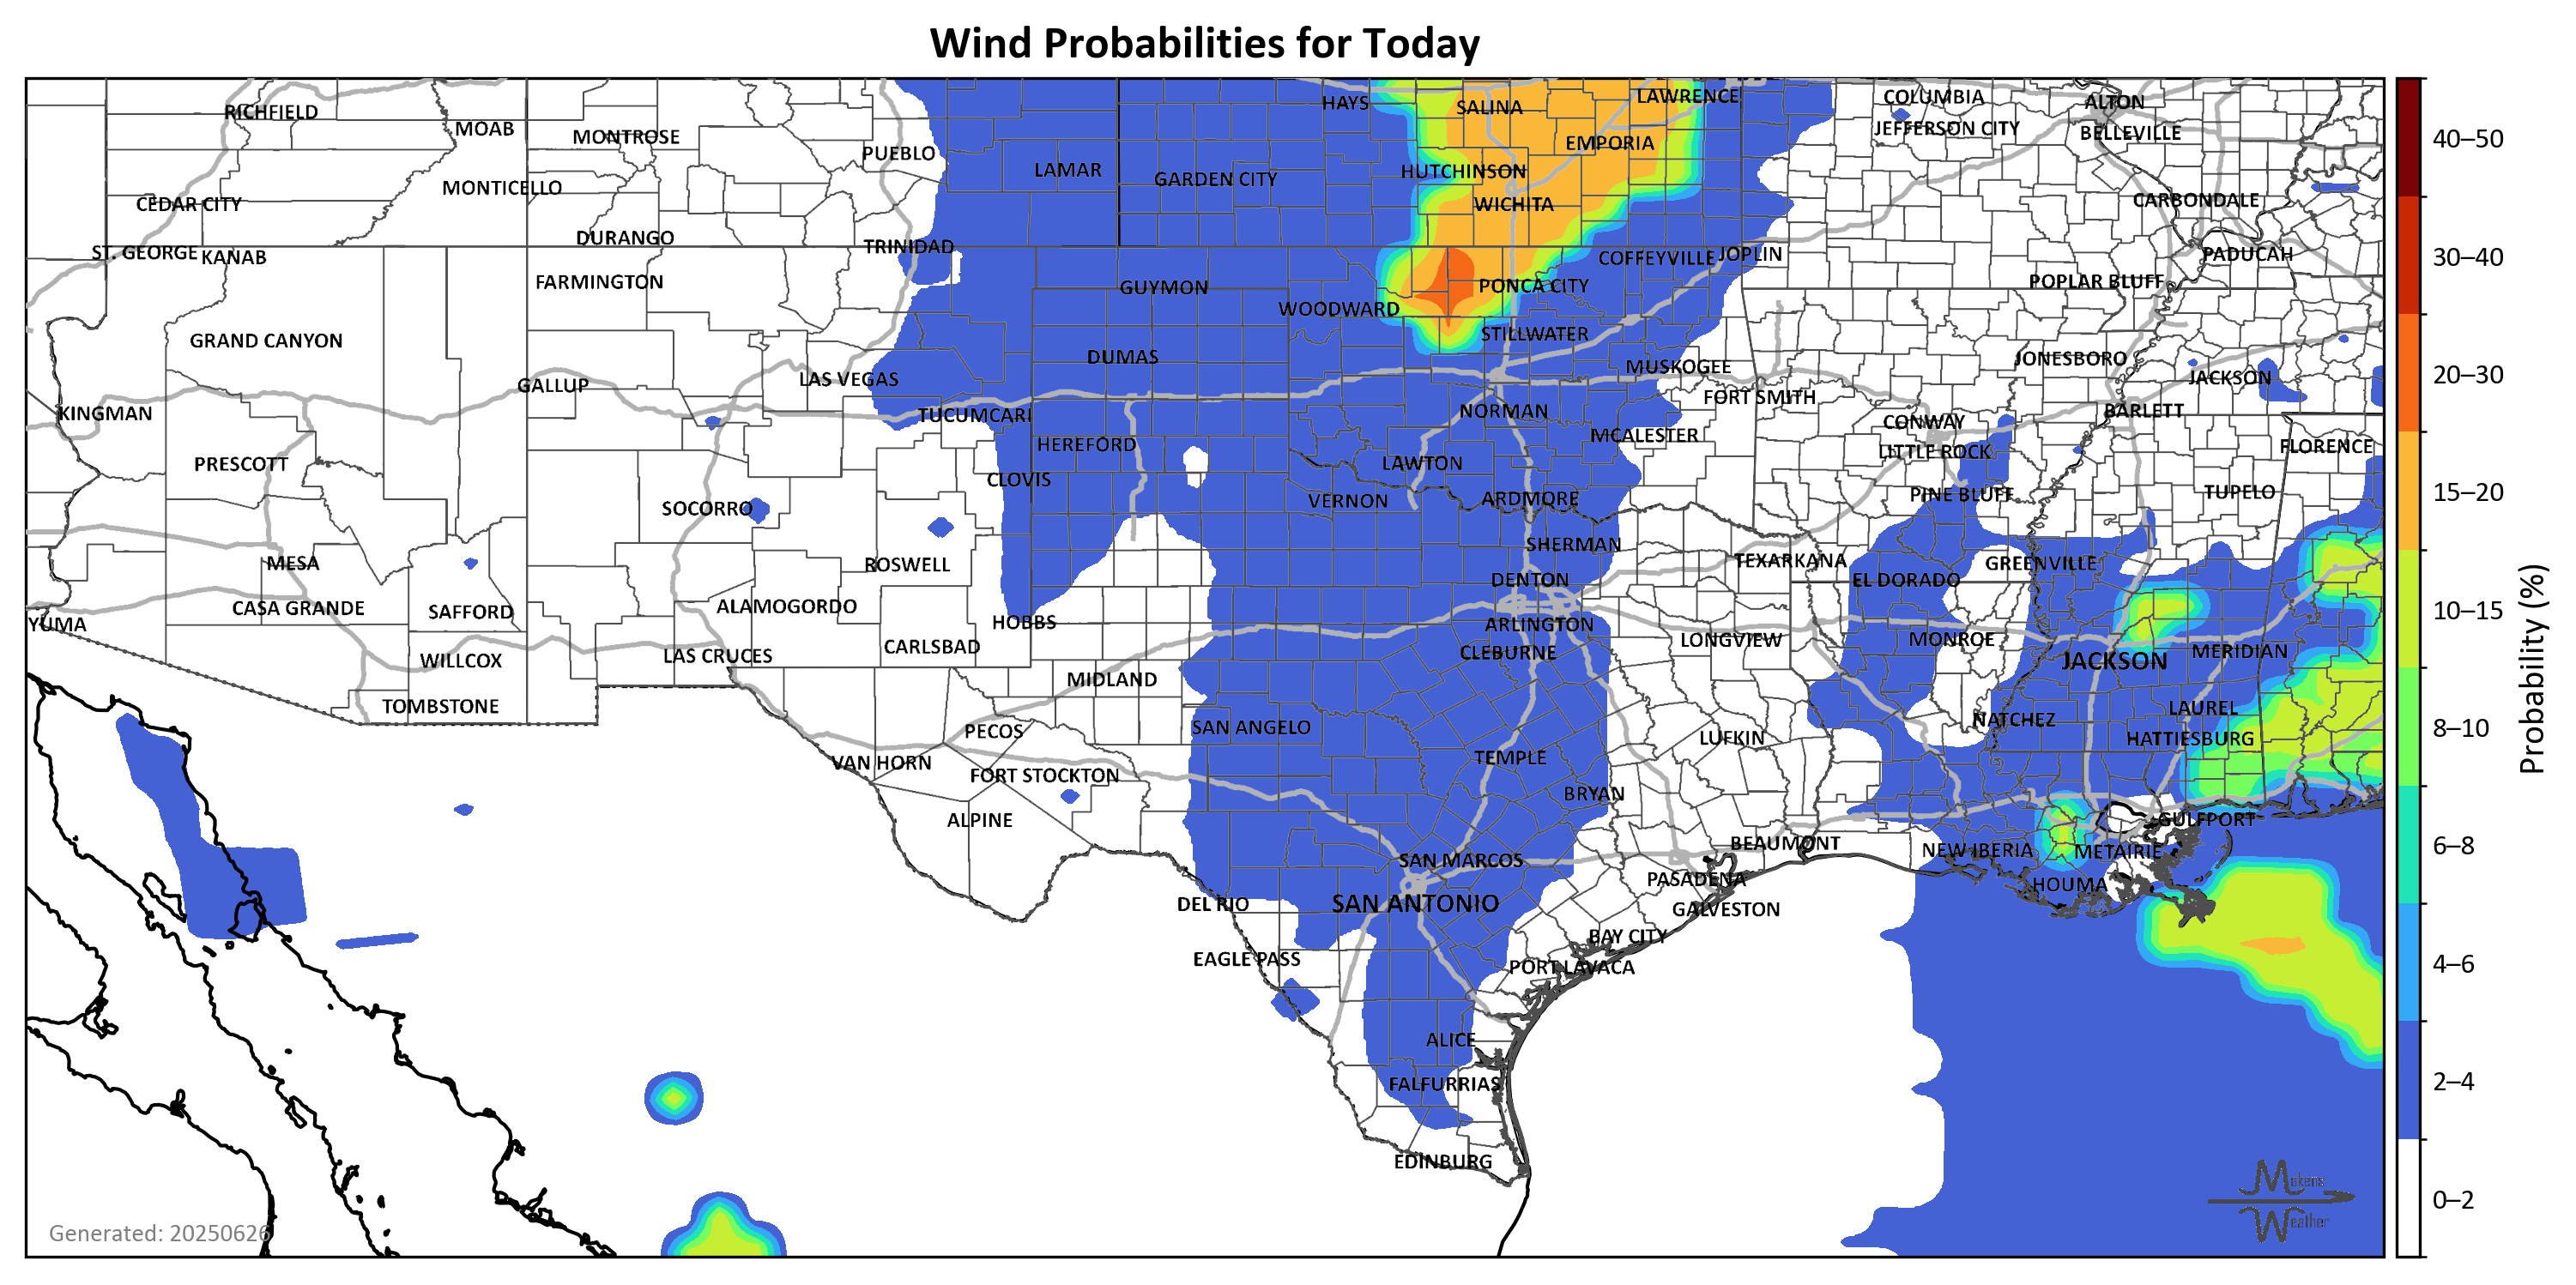 Wind Probabilities for Today
RICHFIELD
MOAB
MONTROSE
PUEBLO
LAMAR
GARDEN CITY
HAYS
SALINA
LAWRENCE
COLUMBIA
JEFFERSON CITY
ALTON
BELLEVILLE
EMPORIA
HUTCHINSON
WICHITA
CEDAR CITY
MONTICELLO
DURANGO
CARBONDALE
ST. GEORGE
KANAB
TRINIDAD
FARMINGTON
GUYMON
WOODWARD
PONCA CITY
COFFEYVILLE
JOPLIN
POPLAR BLUFF
PADUCAH
GRAND CANYON
DUMAS
STILLWATER
MUSKOGEE
JONESBORO
JACKSON
KINGMAN
GALLUP
LAS VEGAS
TUCUMCARI
NORMAN
FORT SMITH
BARLETT
CONWAY
LITTLE ROCK
FLORENCE
HEREFORD
MCALESTER
PRESCOTT
CLOVIS
LAWTON
VERNON
ARDMORE
PINE BLUFF
TUPELO
SOCORRO
SHERMAN
MESA
ROSWELL
DENTON
TEXARKANA
EL DORADO
GREENVILLE
CASA GRANDE
SAFFORD
ALAMOGORDO
HOBBS
ARLINGTON
YUMA
WILLCOX
LAS CRUCES
CARLSBAD
CLEBURNE
LONGVIEW
MONROE
JACKSON
MERIDIAN
TOMBSTONE
MIDLAND
PECOS
SAN ANGELO
TEMPLE
LUFKIN
NATCHEZ
LAUREL
HATTIESBURG
VAN HORN
FORT STOCKTON
BRYAN
ALPINE
GULFPORT
SAN MARCOS
BEAUMONT
NEW IBERIA
METAIRIE
PASADENA
HOUMA
DEL RIO
SAN ANTONIO
GALVESTON
BAY CITY
EAGLE PASS
PORT LAVACA
ALICE
FALFURRIAS
EDINBURG
Mokens
Weather
Generated: 20250626
40–50
30–40
20–30
15–20
10–15
8–10
6–8
4–6
2–4
0–2
Probability (%)